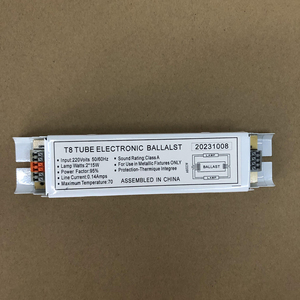 T8 TUBE ELECTRONIC BALLALST
20231008
• Input:220Volts. 50/60Hz
• Lamp Watts:2*15W
• Power Factor:95%
• Line Current:0.14Amps
• Maximum Temperature:70
• Sound Rating:Class A
• For Use in Metallic Fixtures ONLY
• Protection-Thermique Integree
LAMP
BALLAST
LAMP
ASSEMBLED IN CHINA